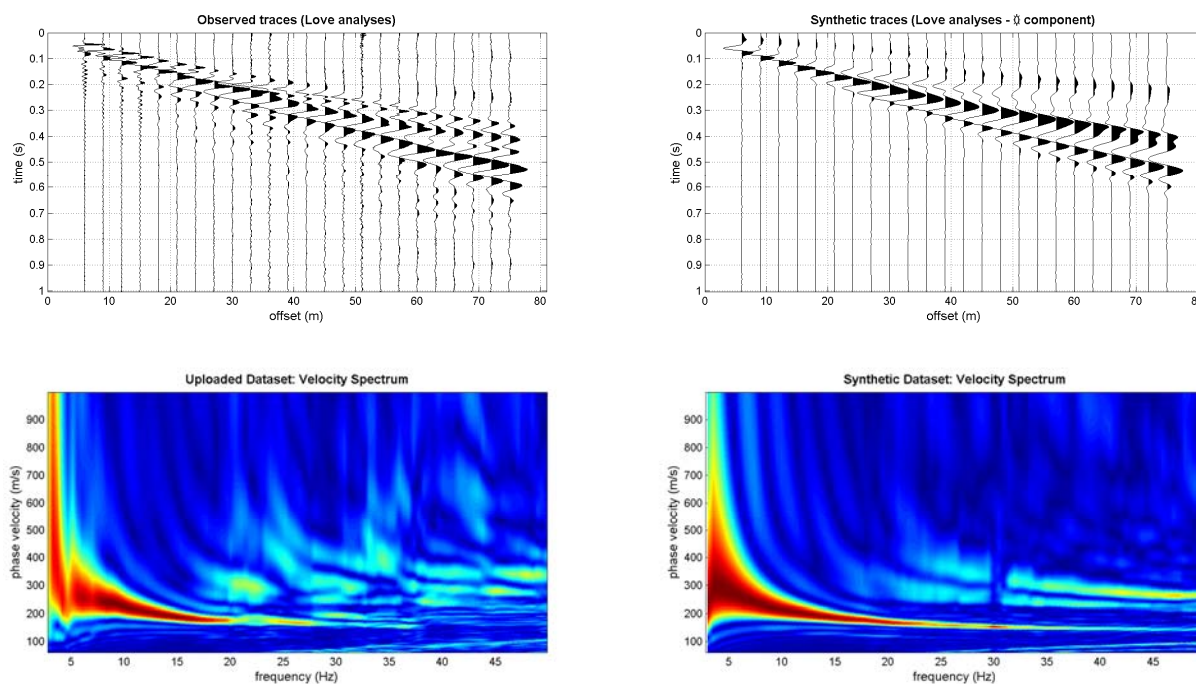 Observed traces (Love analyses)
0
0.1
0.2
0.3
0.4
0.5
0.6
0.7
0.8
0.9
1
time (s)
0 10 20 30 40 50 60 70 80
offset (m)
Synthetic traces (Love analyses - component)
0
0.1
0.2
0.3
0.4
0.5
0.6
0.7
0.8
0.9
1
time (s)
0 10 20 30 40 50 60 70 80
offset (m)
Uploaded Dataset: Velocity Spectrum
900
800
700
600
500
400
300
200
100
phase velocity (m/s)
5 10 15 20 25 30 35 40 45
frequency (Hz)
Synthetic Dataset: Velocity Spectrum
900
800
700
600
500
400
300
200
100
phase velocity (m/s)
5 10 15 20 25 30 35 40 45
frequency (Hz)